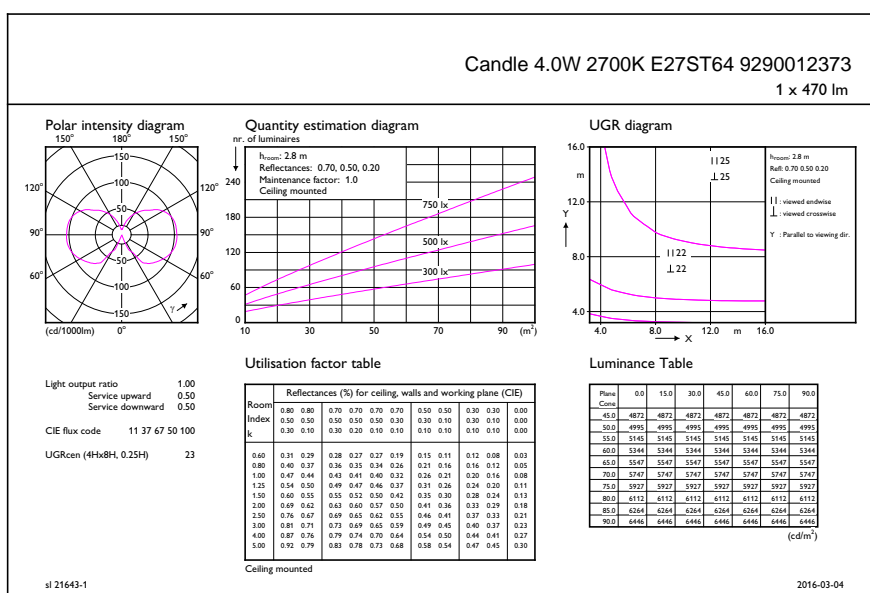 Candle 4.0W 2700K E27ST64 9290012373
1 x 470 lm
Polar intensity diagram
150° 180° 150°
120° 120°
90° 90°
60° 60°
150
100
50
50
100
150
γ
(cd/1000lm) 0°
Quantity estimation diagram
nr. of luminaires
hroom: 2.8 m
Reflectances: 0.70, 0.50, 0.20
Maintenance factor: 1.0
Ceiling mounted
240
180
120
60
0
750 lx
500 lx
300 lx
10 30 50 70 90 (m²)
UGR diagram
16.0
m
12.0
Y
8.0
4.0
4.0 8.0 12.0 m 16.0
X
II 25
⊥ 25
II 22
⊥ 22
hroom: 2.8 m
Refl: 0.70 0.50 0.20
Ceiling mounted
II : viewed endwise
⊥ : viewed crosswise
Y : Parallel to viewing dir.
Light output ratio 1.00
Service upward 0.50
Service downward 0.50
CIE flux code 11 37 67 50 100
UGRcen (4Hx8H, 0.25H) 23
Utilisation factor table
Room Index k
Reflectances (%) for ceiling, walls and working plane (CIE)
0.80 0.80 0.70 0.70 0.70 0.70 0.50 0.50 0.30 0.30 0.00
0.50 0.50 0.50 0.50 0.50 0.30 0.30 0.10 0.30 0.10 0.00
0.30 0.10 0.30 0.20 0.10 0.10 0.10 0.10 0.10 0.10 0.00
0.60 0.31 0.29 0.28 0.27 0.27 0.19 0.15 0.11 0.12 0.08 0.03
0.80 0.40 0.37 0.36 0.35 0.34 0.26 0.21 0.16 0.16 0.12 0.05
1.00 0.47 0.44 0.43 0.41 0.40 0.32 0.26 0.21 0.20 0.16 0.08
1.25 0.54 0.50 0.49 0.47 0.46 0.37 0.31 0.26 0.24 0.20 0.11
1.50 0.60 0.55 0.55 0.52 0.50 0.42 0.35 0.30 0.28 0.24 0.13
2.00 0.69 0.62 0.63 0.60 0.57 0.50 0.41 0.36 0.33 0.29 0.18
2.50 0.76 0.67 0.69 0.65 0.62 0.55 0.46 0.41 0.37 0.33 0.21
3.00 0.81 0.71 0.73 0.69 0.65 0.59 0.49 0.45 0.40 0.37 0.23
4.00 0.87 0.76 0.79 0.74 0.70 0.64 0.54 0.50 0.44 0.41 0.27
5.00 0.92 0.79 0.83 0.78 0.73 0.68 0.58 0.54 0.47 0.45 0.30
Ceiling mounted
Luminance Table
Plane 0.0 15.0 30.0 45.0 60.0 75.0 90.0
Cone
45.0 4872 4872 4872 4872 4872 4872 4872
50.0 4995 4995 4995 4995 4995 4995 4995
55.0 5145 5145 5145 5145 5145 5145 5145
60.0 5344 5344 5344 5344 5344 5344 5344
65.0 5547 5547 5547 5547 5547 5547 5547
70.0 5747 5747 5747 5747 5747 5747 5747
75.0 5927 5927 5927 5927 5927 5927 5927
80.0 6112 6112 6112 6112 6112 6112 6112
85.0 6264 6264 6264 6264 6264 6264 6264
90.0 6446 6446 6446 6446 6446 6446 6446
(cd/m²)
sl 21643-1
2016-03-04